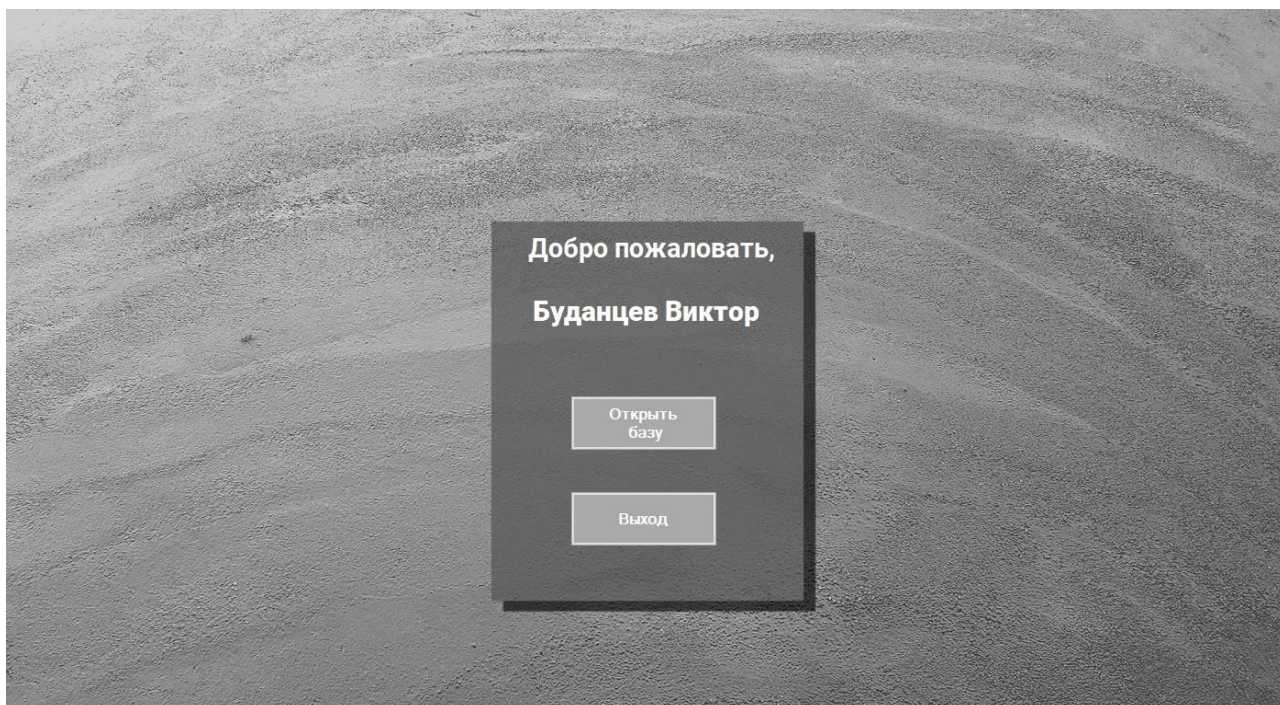 Добро пожаловать,
Буданцев Виктор
Открыть
базу
Выход